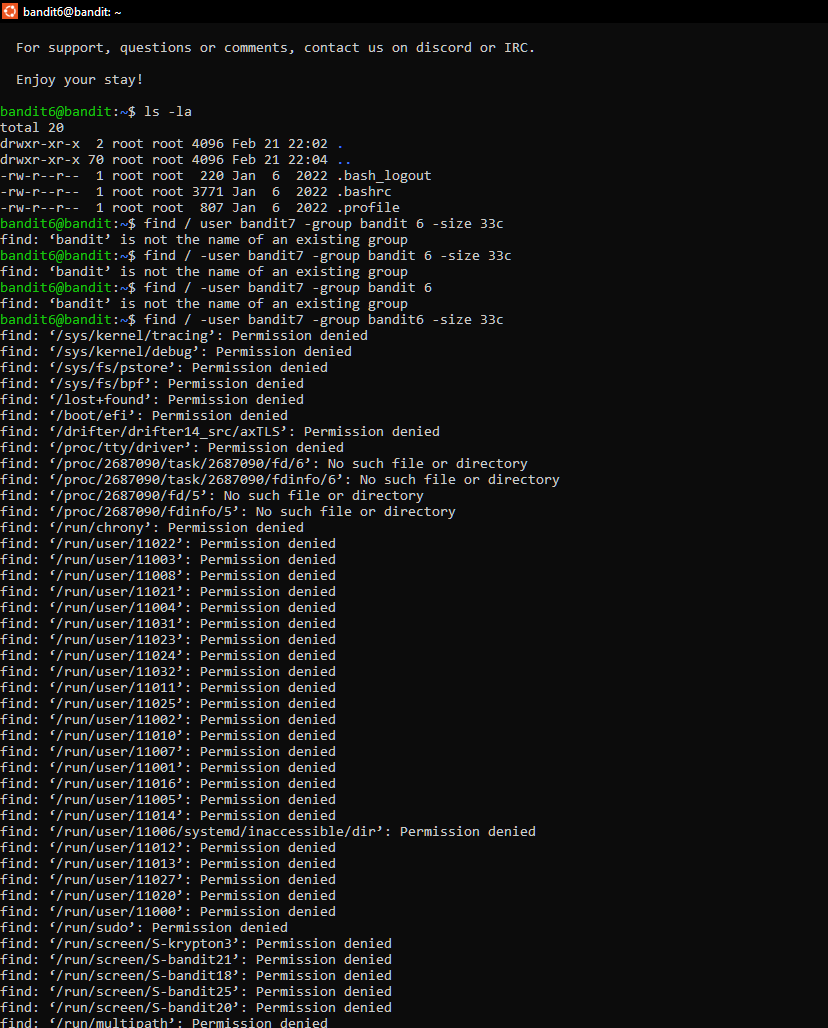 bandit6@bandit: ~
For support, questions or comments, contact us on discord or IRC.
Enjoy your stay!
bandit6@bandit:~$ ls -la
total 20
drwxr-xr-x  2 root root 4096 Feb 21 22:02 .
drwxr-xr-x 70 root root 4096 Feb 21 22:04 ..
-rw-r--r--  1 root root  220 Jan  6  2022 .bash_logout
-rw-r--r--  1 root root 3771 Jan  6  2022 .bashrc
-rw-r--r--  1 root root  807 Jan  6  2022 .profile
bandit6@bandit:~$ find / user bandit7 -group bandit 6 -size 33c
find: ‘bandit’ is not the name of an existing group
bandit6@bandit:~$ find / -user bandit7 -group bandit 6 -size 33c
find: ‘bandit’ is not the name of an existing group
bandit6@bandit:~$ find / -user bandit7 -group bandit 6
find: ‘bandit’ is not the name of an existing group
bandit6@bandit:~$ find / -user bandit7 -group bandit6 -size 33c
find: ‘/sys/kernel/tracing’: Permission denied
find: ‘/sys/kernel/debug’: Permission denied
find: ‘/sys/fs/pstore’: Permission denied
find: ‘/sys/fs/bpf’: Permission denied
find: ‘/lost+found’: Permission denied
find: ‘/boot/efi’: Permission denied
find: ‘/drifter/drifter14_src/axTLS’: Permission denied
find: ‘/proc/tty/driver’: Permission denied
find: ‘/proc/2687090/task/2687090/fd/6’: No such file or directory
find: ‘/proc/2687090/task/2687090/fdinfo/6’: No such file or directory
find: ‘/proc/2687090/fd/5’: No such file or directory
find: ‘/proc/2687090/fdinfo/5’: No such file or directory
find: ‘/run/chrony’: Permission denied
find: ‘/run/user/11022’: Permission denied
find: ‘/run/user/11003’: Permission denied
find: ‘/run/user/11008’: Permission denied
find: ‘/run/user/11021’: Permission denied
find: ‘/run/user/11004’: Permission denied
find: ‘/run/user/11031’: Permission denied
find: ‘/run/user/11023’: Permission denied
find: ‘/run/user/11024’: Permission denied
find: ‘/run/user/11032’: Permission denied
find: ‘/run/user/11011’: Permission denied
find: ‘/run/user/11025’: Permission denied
find: ‘/run/user/11002’: Permission denied
find: ‘/run/user/11010’: Permission denied
find: ‘/run/user/11007’: Permission denied
find: ‘/run/user/11001’: Permission denied
find: ‘/run/user/11016’: Permission denied
find: ‘/run/user/11005’: Permission denied
find: ‘/run/user/11014’: Permission denied
find: ‘/run/user/11006/systemd/inaccessible/dir’: Permission denied
find: ‘/run/user/11012’: Permission denied
find: ‘/run/user/11013’: Permission denied
find: ‘/run/user/11027’: Permission denied
find: ‘/run/user/11020’: Permission denied
find: ‘/run/user/11000’: Permission denied
find: ‘/run/sudo’: Permission denied
find: ‘/run/screen/S-krypton3’: Permission denied
find: ‘/run/screen/S-bandit21’: Permission denied
find: ‘/run/screen/S-bandit18’: Permission denied
find: ‘/run/screen/S-bandit25’: Permission denied
find: ‘/run/screen/S-bandit20’: Permission denied
find: ‘/run/multipath’: Permission denied